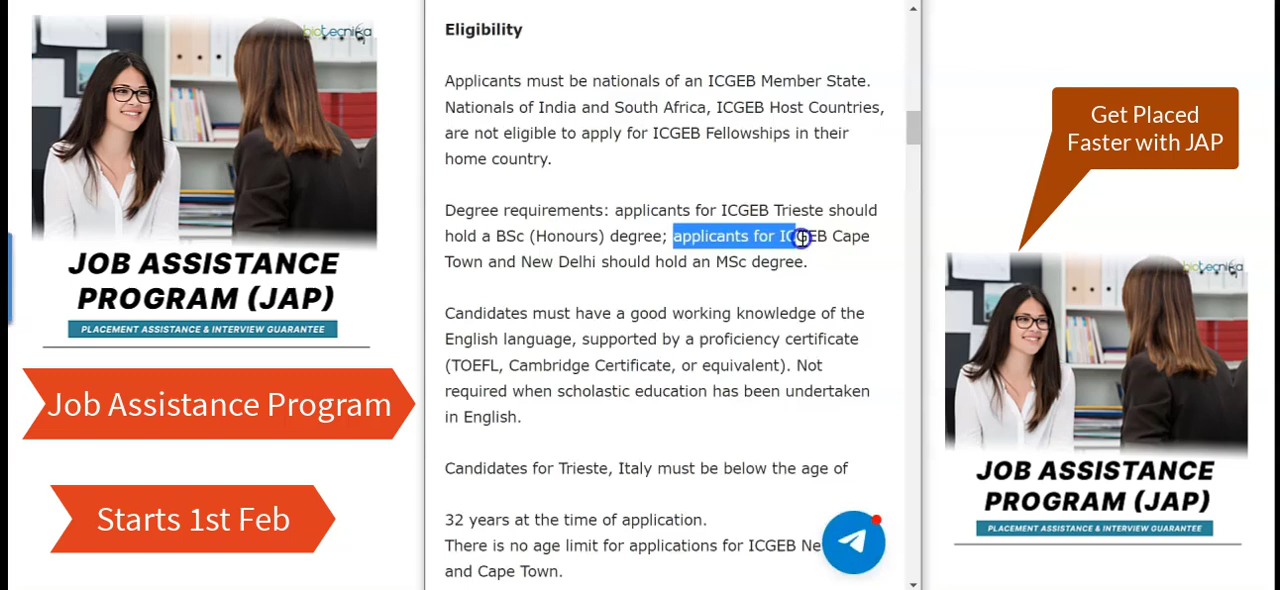 biotecnika
JOB ASSISTANCE
PROGRAM (JAP)
PLACEMENT ASSISTANCE & INTERVIEW GUARANTEE
Job Assistance Program
Starts 1st Feb
Eligibility
Applicants must be nationals of an ICGEB Member State.
Nationals of India and South Africa, ICGEB Host Countries,
are not eligible to apply for ICGEB Fellowships in their
home country.
Degree requirements: applicants for ICGEB Trieste should
hold a BSc (Honours) degree; applicants for ICGEB Cape
Town and New Delhi should hold an MSc degree.
Candidates must have a good working knowledge of the
English language, supported by a proficiency certificate
(TOEFL, Cambridge Certificate, or equivalent). Not
required when scholastic education has been undertaken
in English.
Candidates for Trieste, Italy must be below the age of
32 years at the time of application.
There is no age limit for applications for ICGEB Ne
and Cape Town.
Get Placed
Faster with JAP
biotecnika
JOB ASSISTANCE
PROGRAM (JAP)
PLACEMENT ASSISTANCE & INTERVIEW GUARANTEE